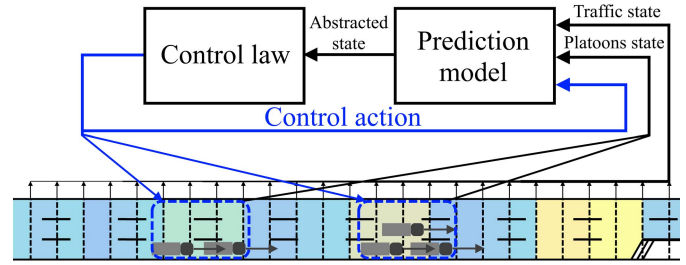 Traffic state
Abstracted
state
Platoons state
Control law
Prediction
model
Control action